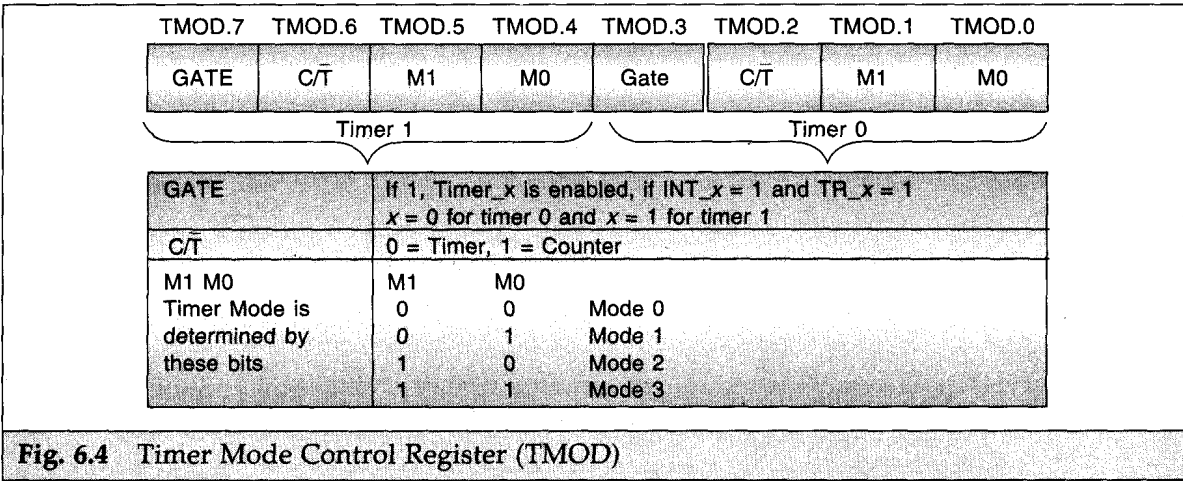 TMOD.7 TMOD.6 TMOD.5 TMOD.4 TMOD.3 TMOD.2 TMOD.1 TMOD.0
GATE C/T̅ M1 M0 Gate C/T̅ M1 M0
Timer 1 Timer 0
GATE If 1, Timer_x is enabled, if INT_x = 1 and TR_x = 1
x = 0 for timer 0 and x = 1 for timer 1
C/T̅ 0 = Timer, 1 = Counter
M1 M0 M1 M0
Timer Mode is 0 0 Mode 0
determined by 0 1 Mode 1
these bits 1 0 Mode 2
1 1 Mode 3
Fig. 6.4 Timer Mode Control Register (TMOD)